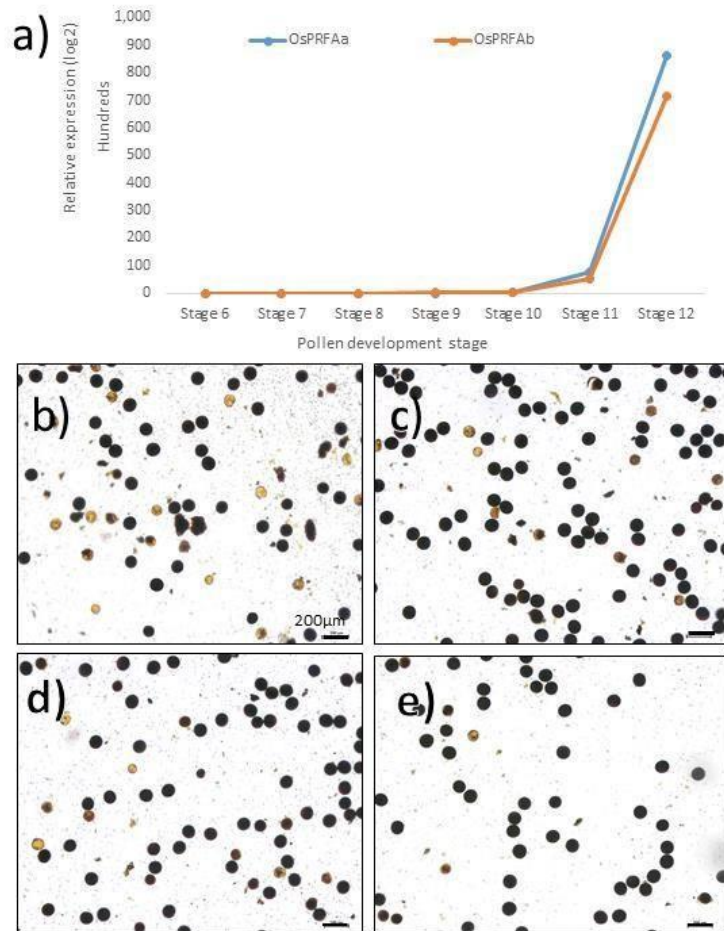 a)
OsPRFAa
OsPRFAb
Relative expression (log2)
Hundreds
1,000
900
800
700
600
500
400
300
200
100
0
Stage 6 Stage 7 Stage 8 Stage 9 Stage 10 Stage 11 Stage 12
Pollen development stage
b)
200µm
c)
d)
e)